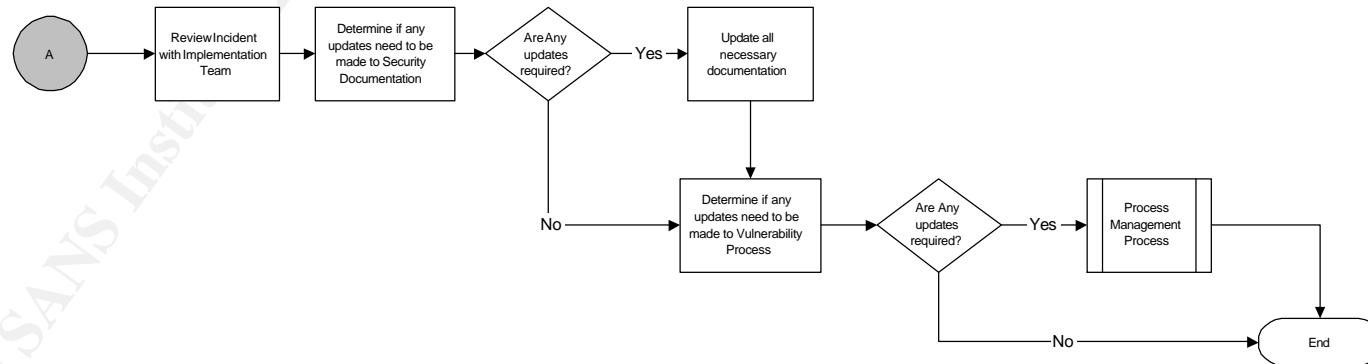 A
Review Incident
with Implementation
Team
Determine if any
updates need to be
made to Security
Documentation
Are Any
updates
required?
Yes
Update all
necessary
documentation
No
Determine if any
updates need to be
made to Vulnerability
Process
Are Any
updates
required?
Yes
Process
Management
Process
No
End
SANS Institu